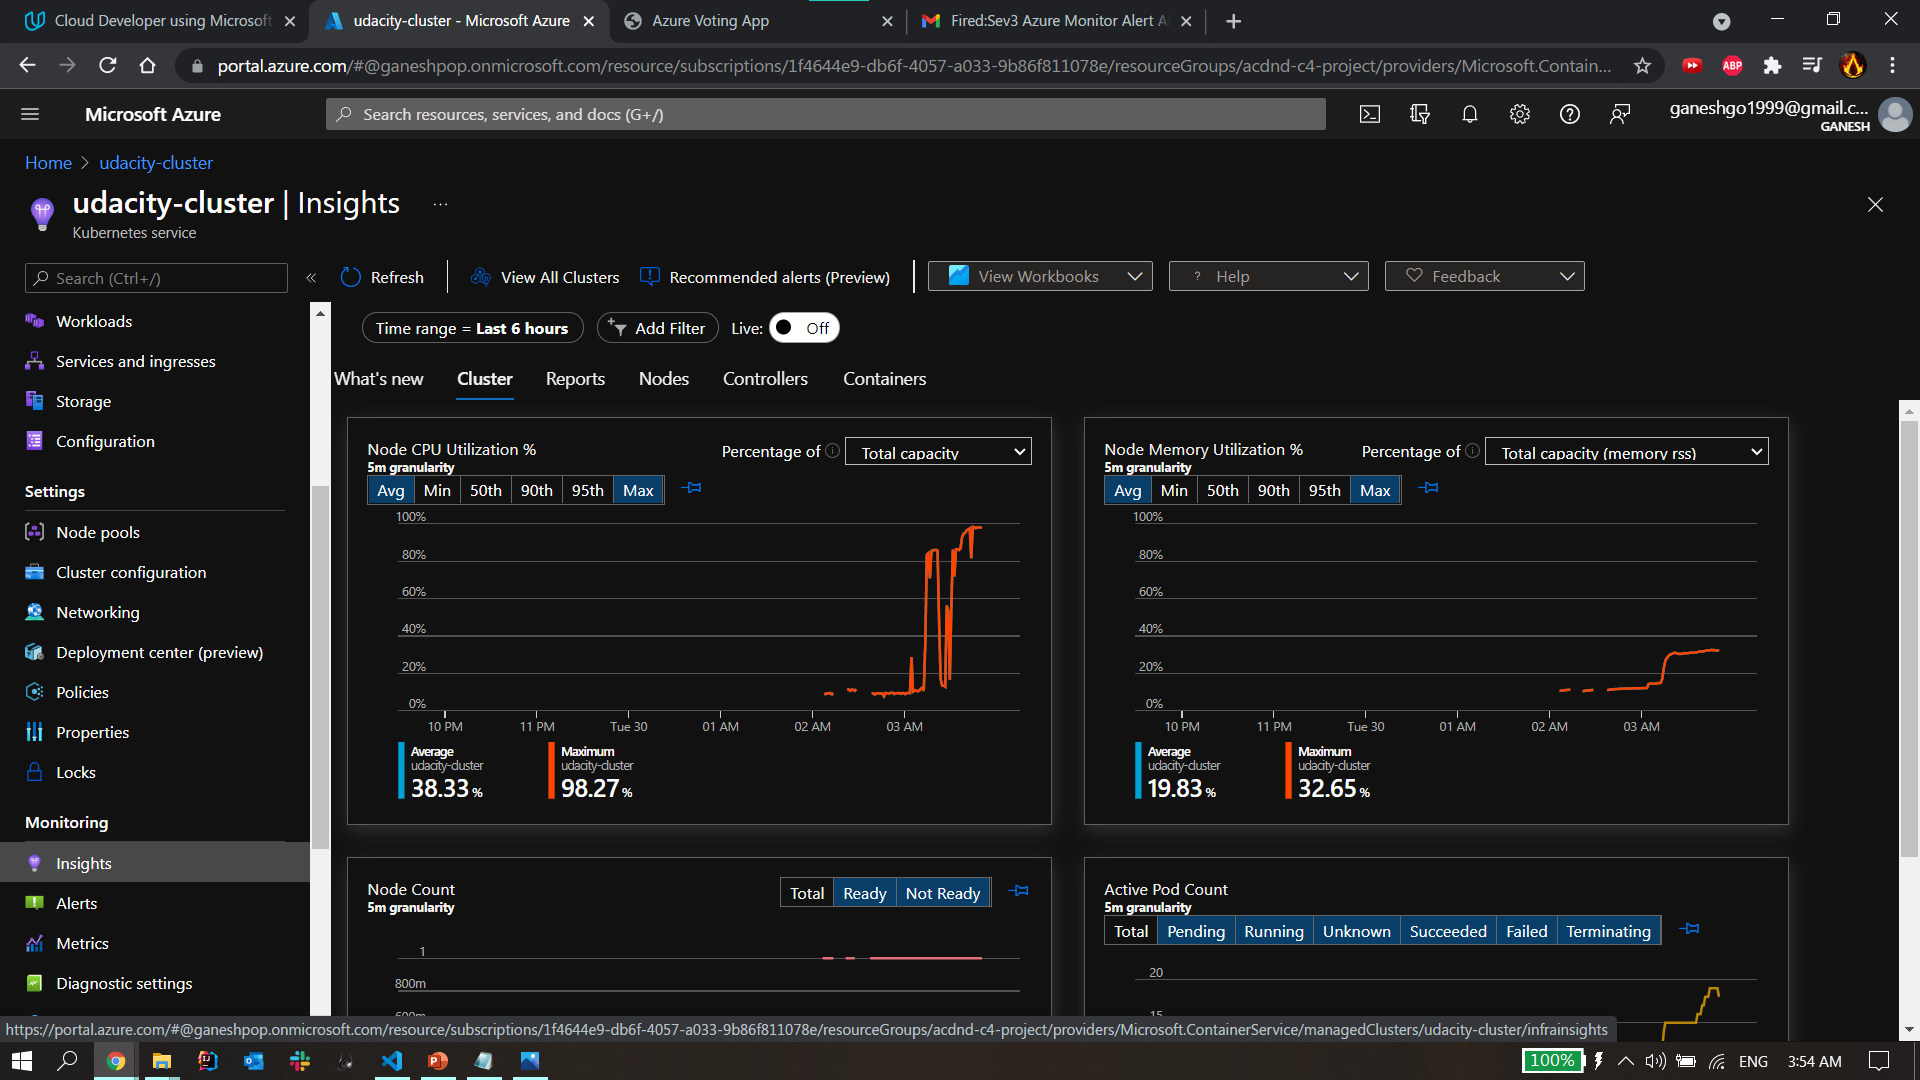 Cloud Developer using Microsoft
udacity-cluster - Microsoft Azure
Azure Voting App
Fired:Sev3 Azure Monitor Alert A
portal.azure.com/#@ganeshpop.onmicrosoft.com/resource/subscriptions/1f4644e9-db6f-4057-a033-9b86f811078e/resourceGroups/acdnd-c4-project/providers/Microsoft.Contain...
ABP
Microsoft Azure
Search resources, services, and docs (G+/)
ganeshgo1999@gmail.c...
GANESH
Home > udacity-cluster
udacity-cluster | Insights ...
Kubernetes service
Search (Ctrl+/)
«
Refresh
View All Clusters
Recommended alerts (Preview)
View Workbooks
? Help
Feedback
Time range = Last 6 hours
Add Filter
Live: Off
What's new
Cluster
Reports
Nodes
Controllers
Containers
Workloads
Services and ingresses
Storage
Configuration
Settings
Node pools
Cluster configuration
Networking
Deployment center (preview)
Policies
Properties
Locks
Monitoring
Insights
Alerts
Metrics
Diagnostic settings
Node CPU Utilization %
5m granularity
Percentage of
Total capacity
Avg Min 50th 90th 95th Max
100%
80%
60%
40%
20%
0%
10 PM 11 PM Tue 30 01 AM 02 AM 03 AM
Average
udacity-cluster
38.33 %
Maximum
udacity-cluster
98.27 %
Node Memory Utilization %
5m granularity
Percentage of
Total capacity (memory rss)
Avg Min 50th 90th 95th Max
100%
80%
60%
40%
20%
0%
10 PM 11 PM Tue 30 01 AM 02 AM 03 AM
Average
udacity-cluster
19.83 %
Maximum
udacity-cluster
32.65 %
Node Count
5m granularity
Total Ready Not Ready
1
800m
600m
Active Pod Count
5m granularity
Total Pending Running Unknown Succeeded Failed Terminating
20
15
https://portal.azure.com/#@ganeshpop.onmicrosoft.com/resource/subscriptions/1f4644e9-db6f-4057-a033-9b86f811078e/resourceGroups/acdnd-c4-project/providers/Microsoft.ContainerService/managedClusters/udacity-cluster/infrainsights
100%
ENG
3:54 AM